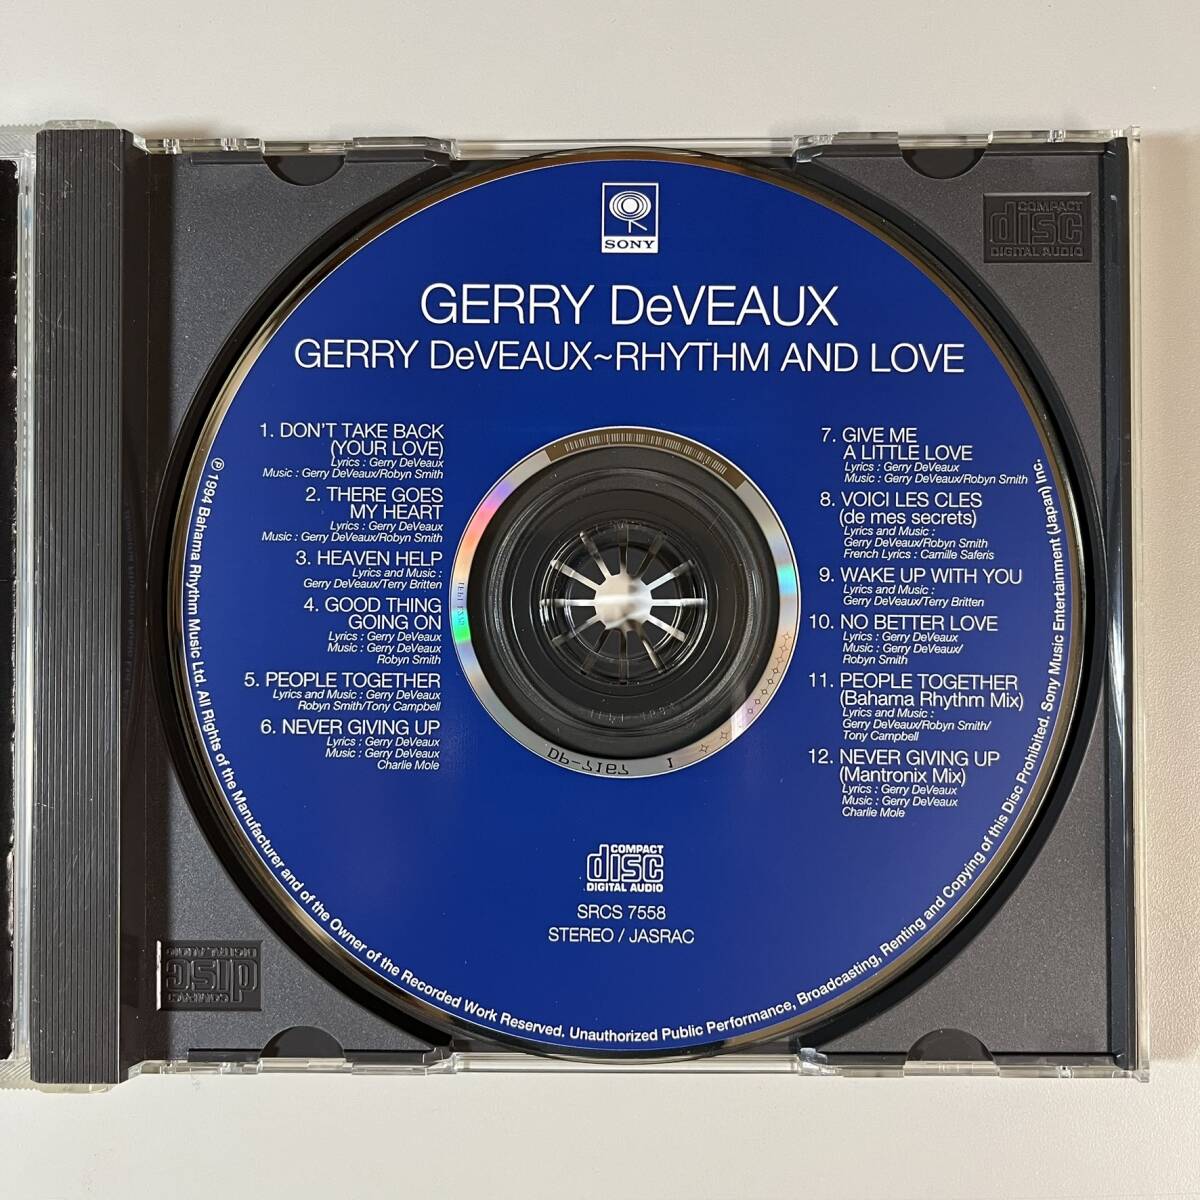 SONY
GERRY DeVEAUX
GERRY DeVEAUX~RHYTHM AND LOVE
1. DON'T TAKE BACK
(YOUR LOVE)
Lyrics : Gerry DeVeaux
Music : Gerry DeVeaux/Robyn Smith
2. THERE GOES
MY HEART
Lyrics : Gerry DeVeaux
Music : Gerry DeVeaux/Robyn Smith
3. HEAVEN HELP
Lyrics and Music :
Gerry DeVeaux/Terry Britten
4. GOOD THING
GOING ON
Lyrics : Gerry DeVeaux
Music : Gerry DeVeaux
Robyn Smith
5. PEOPLE TOGETHER
Lyrics and Music : Gerry DeVeaux
Robyn Smith/Tony Campbell
6. NEVER GIVING UP
Lyrics : Gerry DeVeaux
Music : Gerry DeVeaux
Charlie Mole
7. GIVE ME
A LITTLE LOVE
Lyrics : Gerry DeVeaux
Music : Gerry DeVeaux/Robyn Smith
8. VOICI LES CLES
(de mes secrets)
Lyrics and Music :
Gerry DeVeaux/Robyn Smith
French Lyrics : Camille Saferis
9. WAKE UP WITH YOU
Lyrics and Music :
Gerry DeVeaux/Terry Britten
10. NO BETTER LOVE
Lyrics : Gerry DeVeaux
Music : Gerry DeVeaux/
Robyn Smith
11. PEOPLE TOGETHER
(Bahama Rhythm Mix)
Lyrics and Music :
Gerry DeVeaux/Robyn Smith/
Tony Campbell
12. NEVER GIVING UP
(Mantronix Mix)
Lyrics : Gerry DeVeaux
Music : Gerry DeVeaux
Charlie Mole
COMPACT
disc
DIGITAL AUDIO
SRCS 7558
STEREO / JASRAC
℗ 1994 Bahama Rhythm Music Ltd. All Rights of the Manufacturer and of the Owner of the Recorded Work Reserved. Unauthorized Public Performance, Broadcasting, Renting and Copying of this Disc Prohibited. Sony Music Entertainment (Japan) Inc.
DP-7167 1
COMPACT
disc
DIGITAL AUDIO
COMPACT
disc
DIGITAL AUDIO